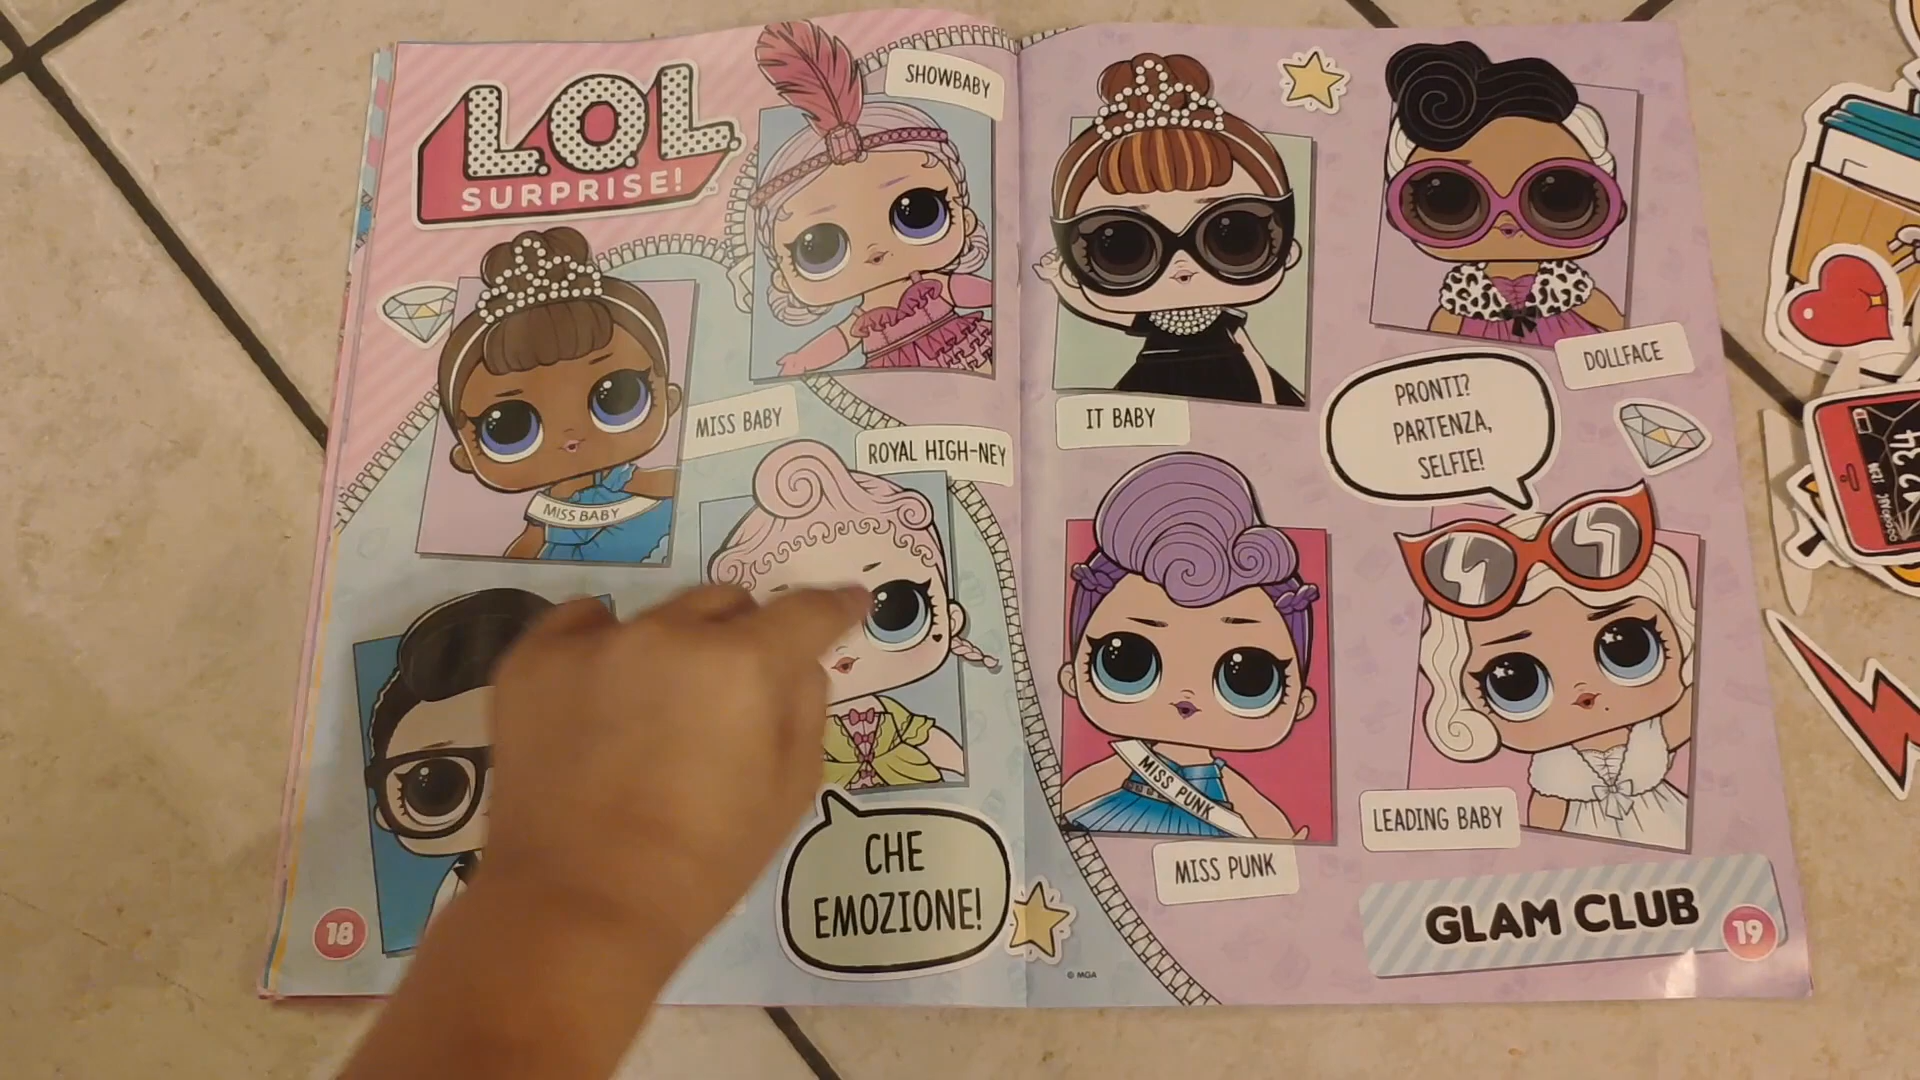 L.O.L.
SURPRISE!
SHOWBABY
MISS BABY
MISS BABY
ROYAL HIGH-NEY
CHE
EMOZIONE!
18
IT BABY
DOLLFACE
PRONTI?
PARTENZA,
SELFIE!
MISS PUNK
MISS PUNK
LEADING BABY
GLAM CLUB
19
© MGA